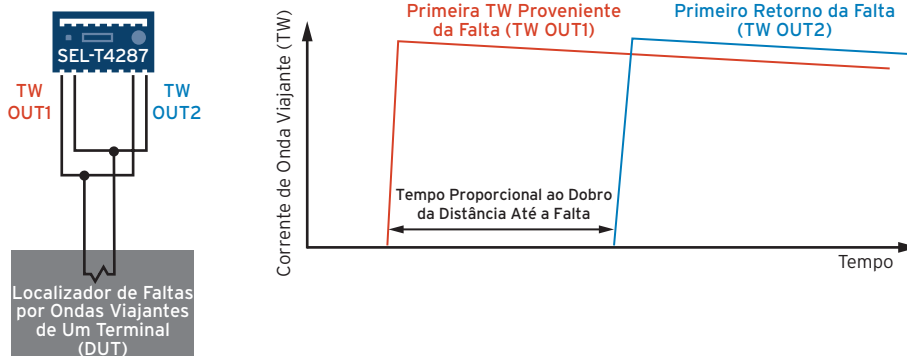 SEL-T4287
TW
OUT1
TW
OUT2
Localizador de Faltas
por Ondas Viajantes
de Um Terminal
(DUT)
Corrente de Onda Viajante (TW)
Primeira TW Proveniente
da Falta (TW OUT1)
Primeiro Retorno da Falta
(TW OUT2)
Tempo Proporcional ao Dobro
da Distância Até a Falta
Tempo